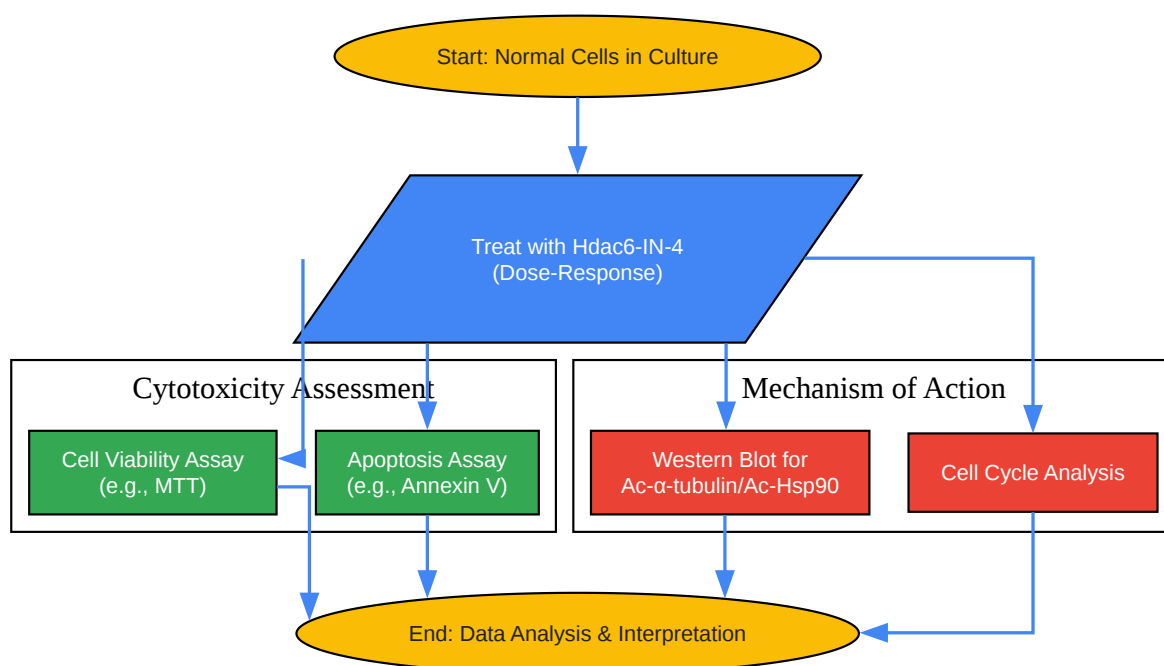 Start: Normal Cells in Culture
Treat with Hdac6-IN-4
(Dose-Response)
Cytotoxicity Assessment
Cell Viability Assay
(e.g., MTT)
Apoptosis Assay
(e.g., Annexin V)
Mechanism of Action
Western Blot for
Ac-α-tubulin/Ac-Hsp90
Cell Cycle Analysis
End: Data Analysis & Interpretation